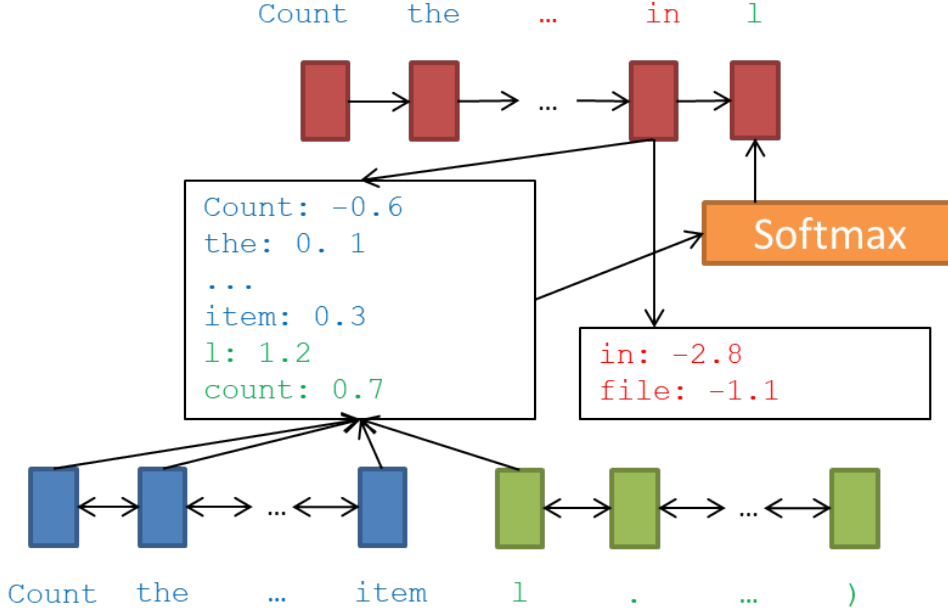 Count the … in l
...
Count: -0.6
the: 0. 1
...
item: 0.3
l: 1.2
count: 0.7
Softmax
in: -2.8
file: -1.1
...
...
Count the … item l . … )